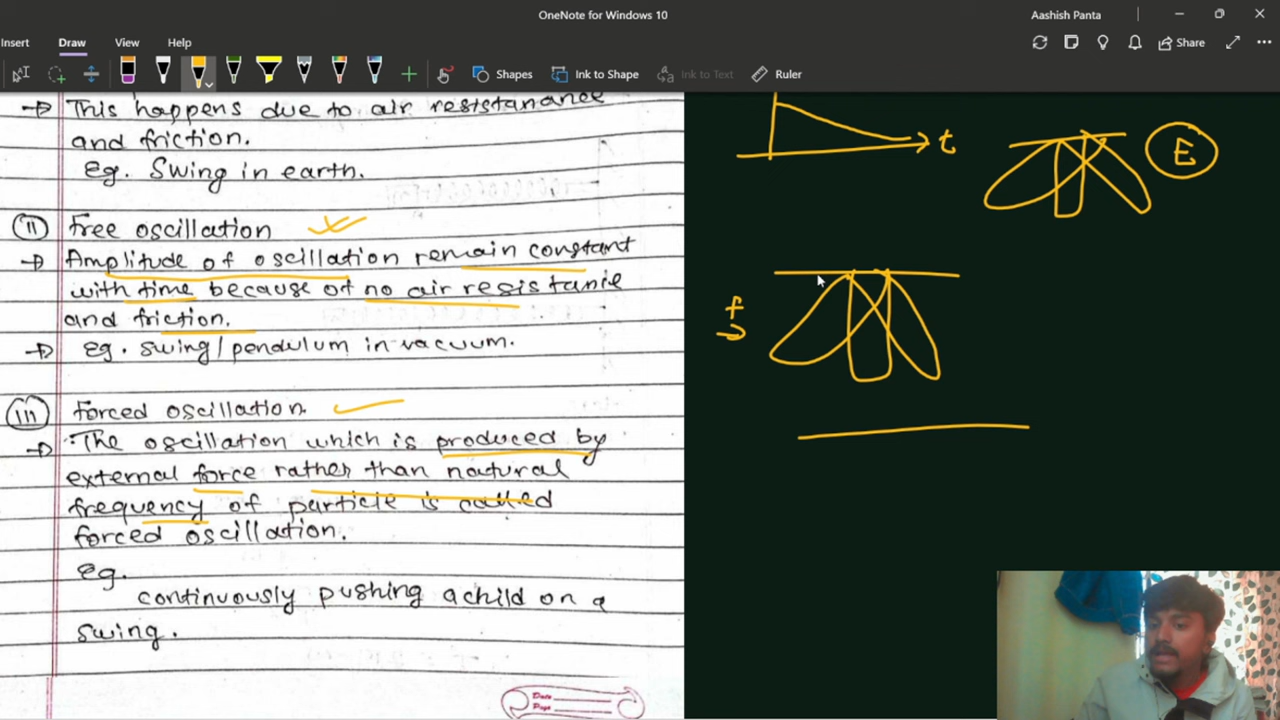 OneNote for Windows 10
Aashish Panta
Insert Draw View Help
Share
Shapes
Ink to Shape
Ink to Text
Ruler
This happens due to air resistanance
and friction.
Eg. Swing in earth.
(ii) Free oscillation
Amplitude of oscillation remain constant
with time because of no air resistance
and friction.
Eg. swing/pendulum in vaccum.
(iii) Forced oscillation.
:The oscillation which is produced by
external force rather than natural
frequency of particle is called
forced oscillation.
eg.
continuously pushing a child on a
swing.
Date
Page
t
E
f